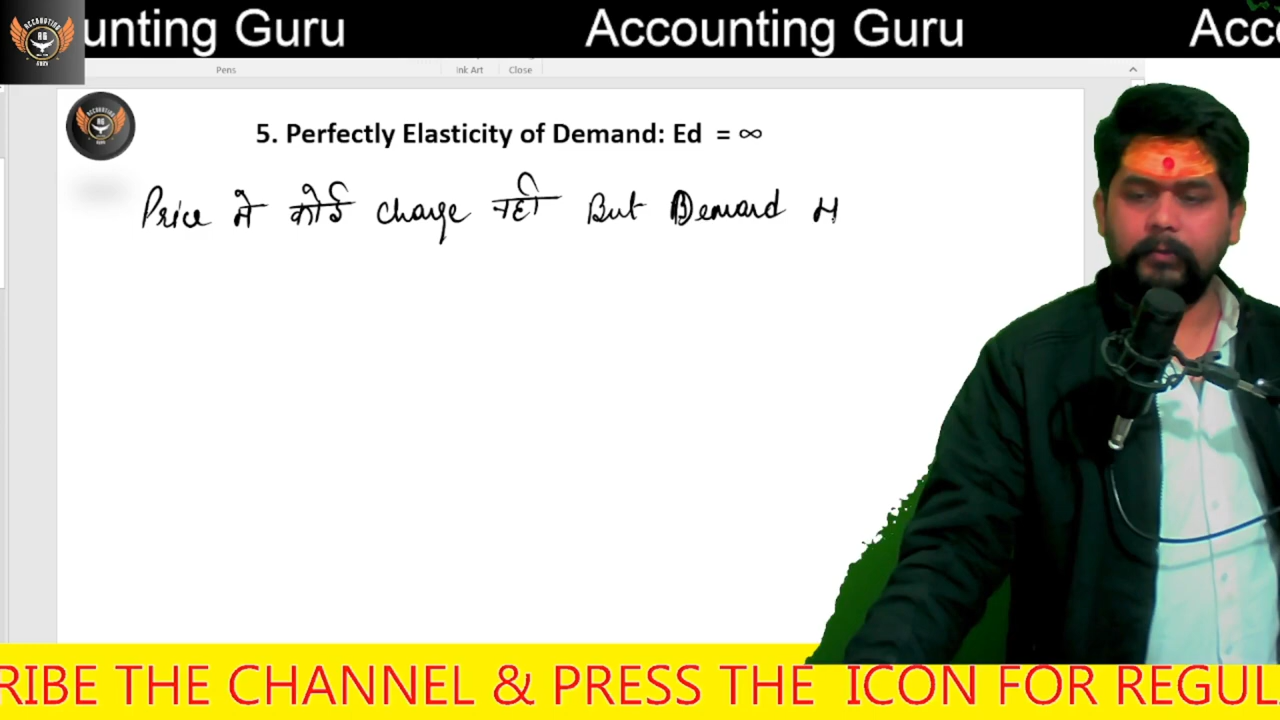 unting Guru Accounting Guru Acc
Pens Ink Art Close
5. Perfectly Elasticity of Demand: Ed = ∞
Price मे कोई change नही But Demand म
RIBE THE CHANNEL & PRESS THE ICON FOR REGUL